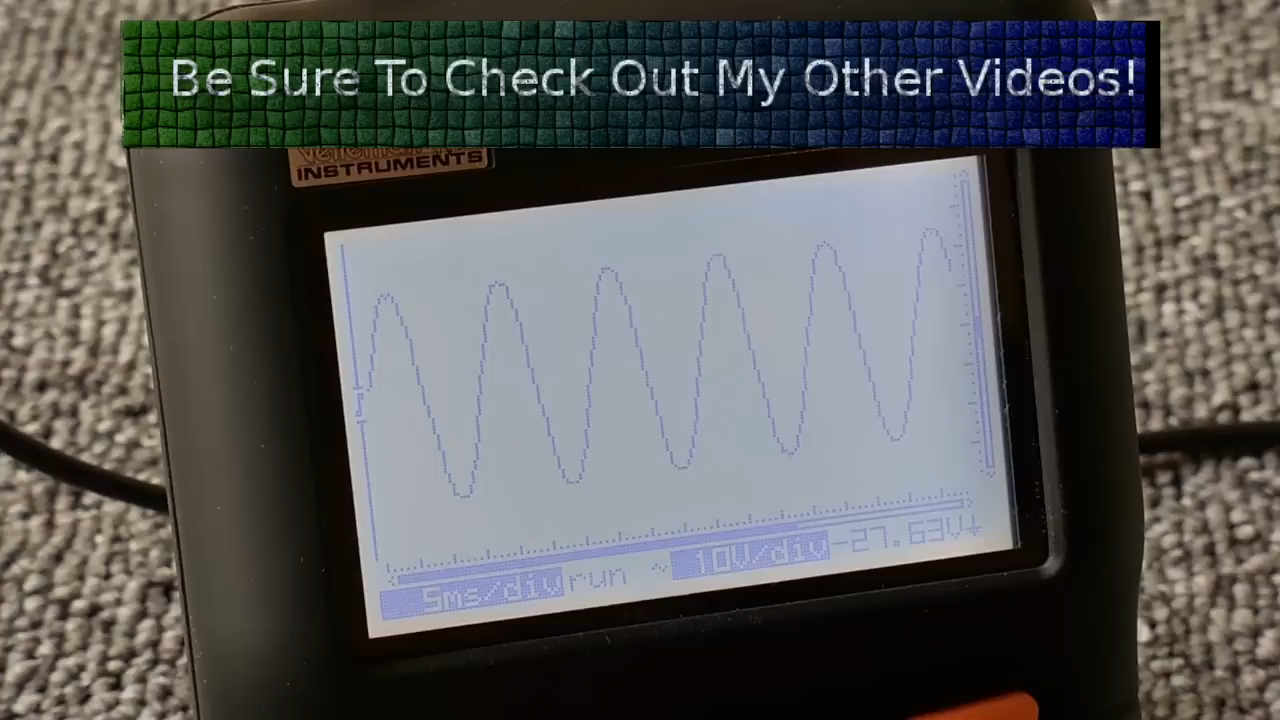 Be Sure To Check Out My Other Videos!
INSTRUMENTS
5ms/div run ~ 10V/div -27.63V